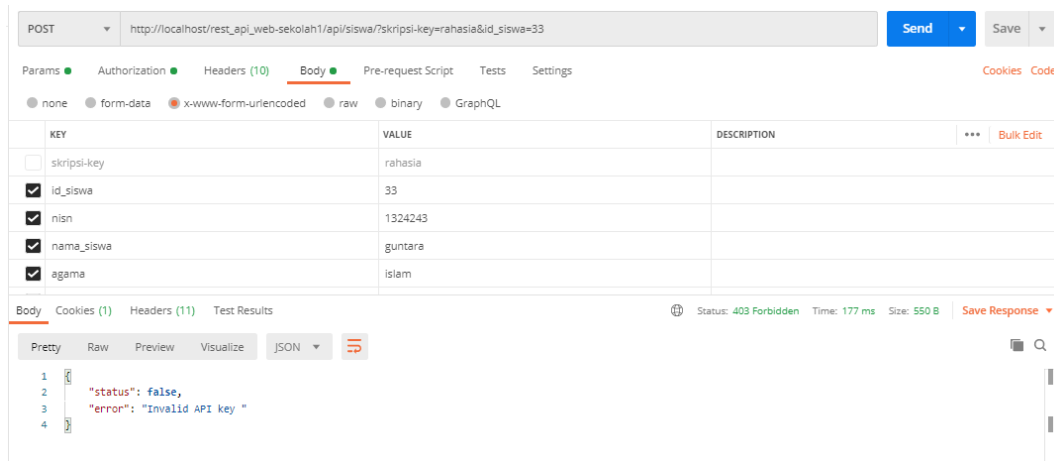 POST http://localhost/rest_api_web-sekolah1/api/siswa/?skripsi-key=rahasia&id_siswa=33 Send Save
Params Authorization Headers (10) Body Pre-request Script Tests Settings Cookies Code
none form-data x-www-form-urlencoded raw binary GraphQL
KEY VALUE DESCRIPTION ••• Bulk Edit
skripsi-key rahasia
id_siswa 33
nisn 1324243
nama_siswa guntara
agama islam
Body Cookies (1) Headers (11) Test Results Status: 403 Forbidden Time: 177 ms Size: 550 B Save Response
Pretty Raw Preview Visualize JSON
1 {
2 "status": false,
3 "error": "Invalid API key "
4 }